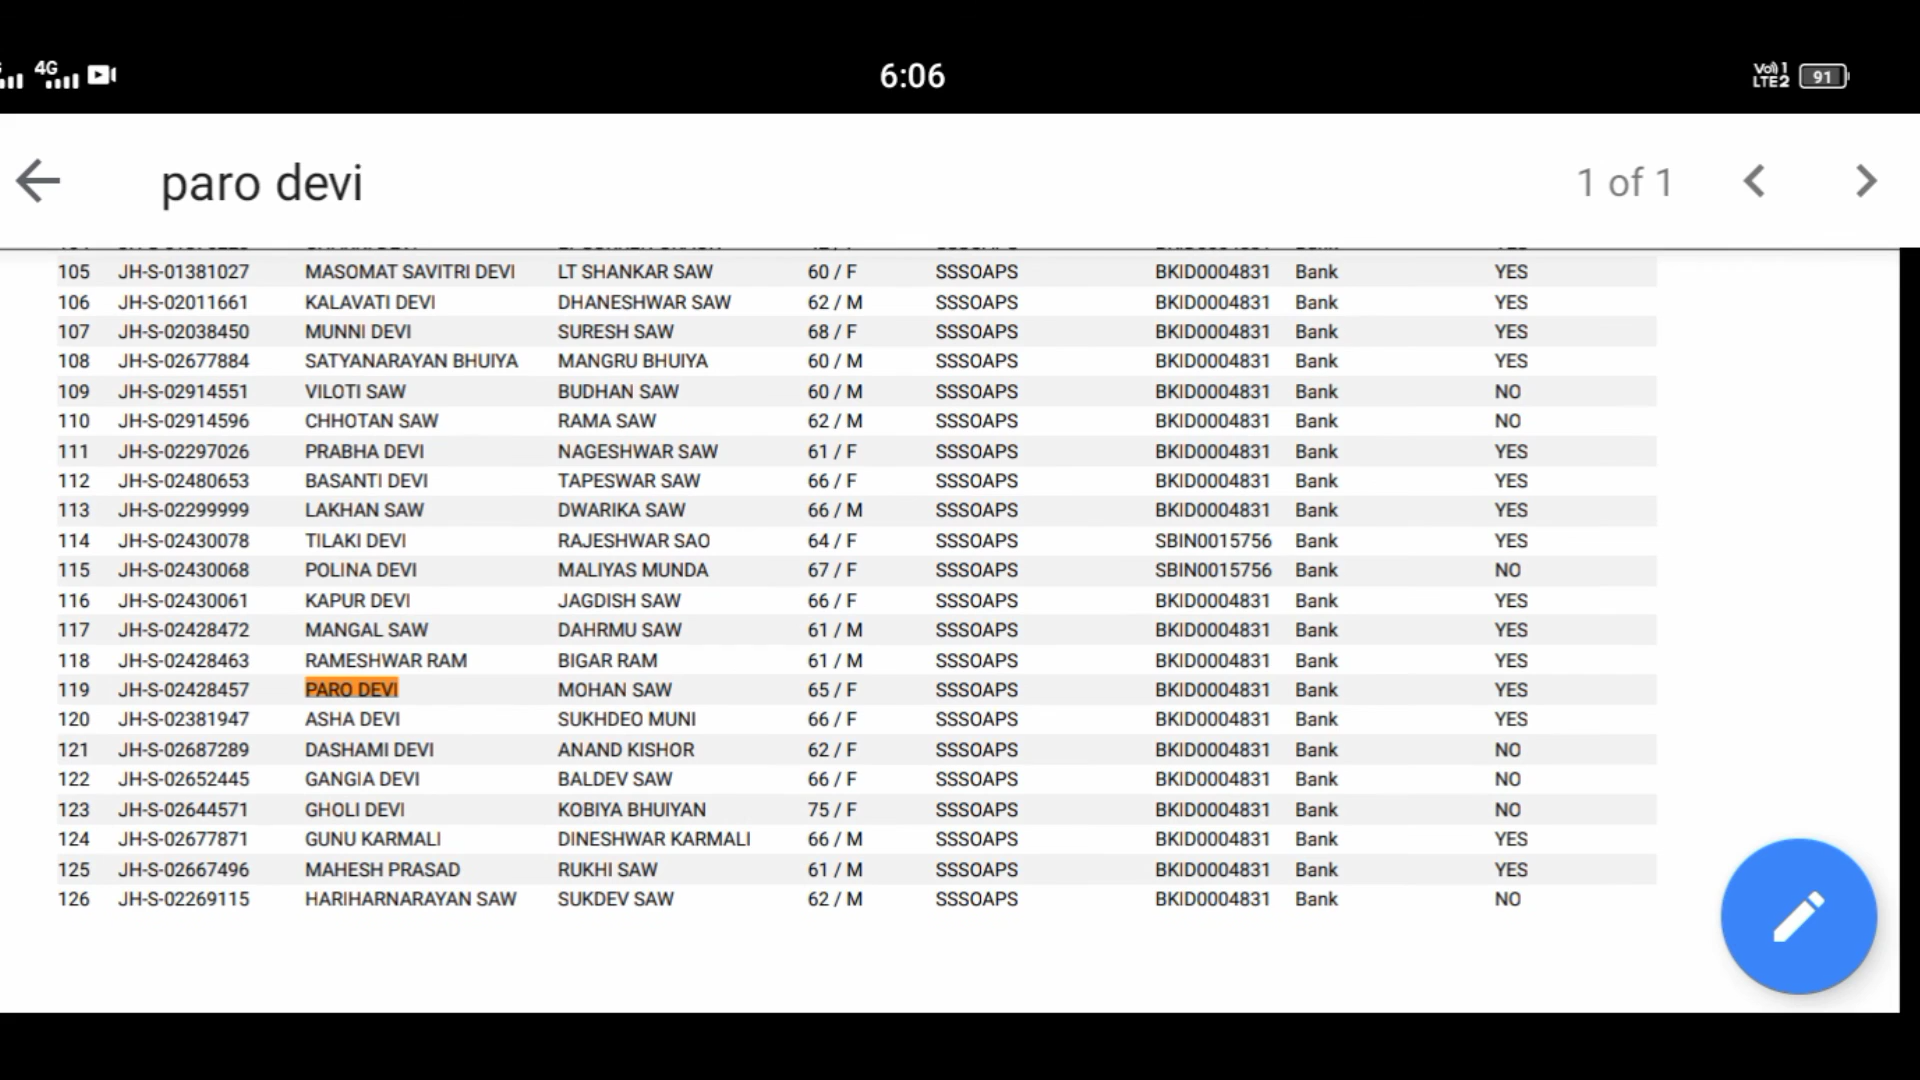 4G 6:06 Vo)) 1 LTE2 91
paro devi 1 of 1
105 JH-S-01381027 MASOMAT SAVITRI DEVI LT SHANKAR SAW 60 / F SSSOAPS BKID0004831 Bank YES
106 JH-S-02011661 KALAVATI DEVI DHANESHWAR SAW 62 / M SSSOAPS BKID0004831 Bank YES
107 JH-S-02038450 MUNNI DEVI SURESH SAW 68 / F SSSOAPS BKID0004831 Bank YES
108 JH-S-02677884 SATYANARAYAN BHUIYA MANGRU BHUIYA 60 / M SSSOAPS BKID0004831 Bank YES
109 JH-S-02914551 VILOTI SAW BUDHAN SAW 60 / M SSSOAPS BKID0004831 Bank NO
110 JH-S-02914596 CHHOTAN SAW RAMA SAW 62 / M SSSOAPS BKID0004831 Bank NO
111 JH-S-02297026 PRABHA DEVI NAGESHWAR SAW 61 / F SSSOAPS BKID0004831 Bank YES
112 JH-S-02480653 BASANTI DEVI TAPESWAR SAW 66 / F SSSOAPS BKID0004831 Bank YES
113 JH-S-02299999 LAKHAN SAW DWARIKA SAW 66 / M SSSOAPS BKID0004831 Bank YES
114 JH-S-02430078 TILAKI DEVI RAJESHWAR SAO 64 / F SSSOAPS SBIN0015756 Bank YES
115 JH-S-02430068 POLINA DEVI MALIYAS MUNDA 67 / F SSSOAPS SBIN0015756 Bank NO
116 JH-S-02430061 KAPUR DEVI JAGDISH SAW 66 / F SSSOAPS BKID0004831 Bank YES
117 JH-S-02428472 MANGAL SAW DAHRMU SAW 61 / M SSSOAPS BKID0004831 Bank YES
118 JH-S-02428463 RAMESHWAR RAM BIGAR RAM 61 / M SSSOAPS BKID0004831 Bank YES
119 JH-S-02428457 PARO DEVI MOHAN SAW 65 / F SSSOAPS BKID0004831 Bank YES
120 JH-S-02381947 ASHA DEVI SUKHDEO MUNI 66 / F SSSOAPS BKID0004831 Bank YES
121 JH-S-02687289 DASHAMI DEVI ANAND KISHOR 62 / F SSSOAPS BKID0004831 Bank NO
122 JH-S-02652445 GANGIA DEVI BALDEV SAW 66 / F SSSOAPS BKID0004831 Bank NO
123 JH-S-02644571 GHOLI DEVI KOBIYA BHUIYAN 75 / F SSSOAPS BKID0004831 Bank NO
124 JH-S-02677871 GUNU KARMALI DINESHWAR KARMALI 66 / M SSSOAPS BKID0004831 Bank YES
125 JH-S-02667496 MAHESH PRASAD RUKHI SAW 61 / M SSSOAPS BKID0004831 Bank YES
126 JH-S-02269115 HARIHARNARAYAN SAW SUKDEV SAW 62 / M SSSOAPS BKID0004831 Bank NO